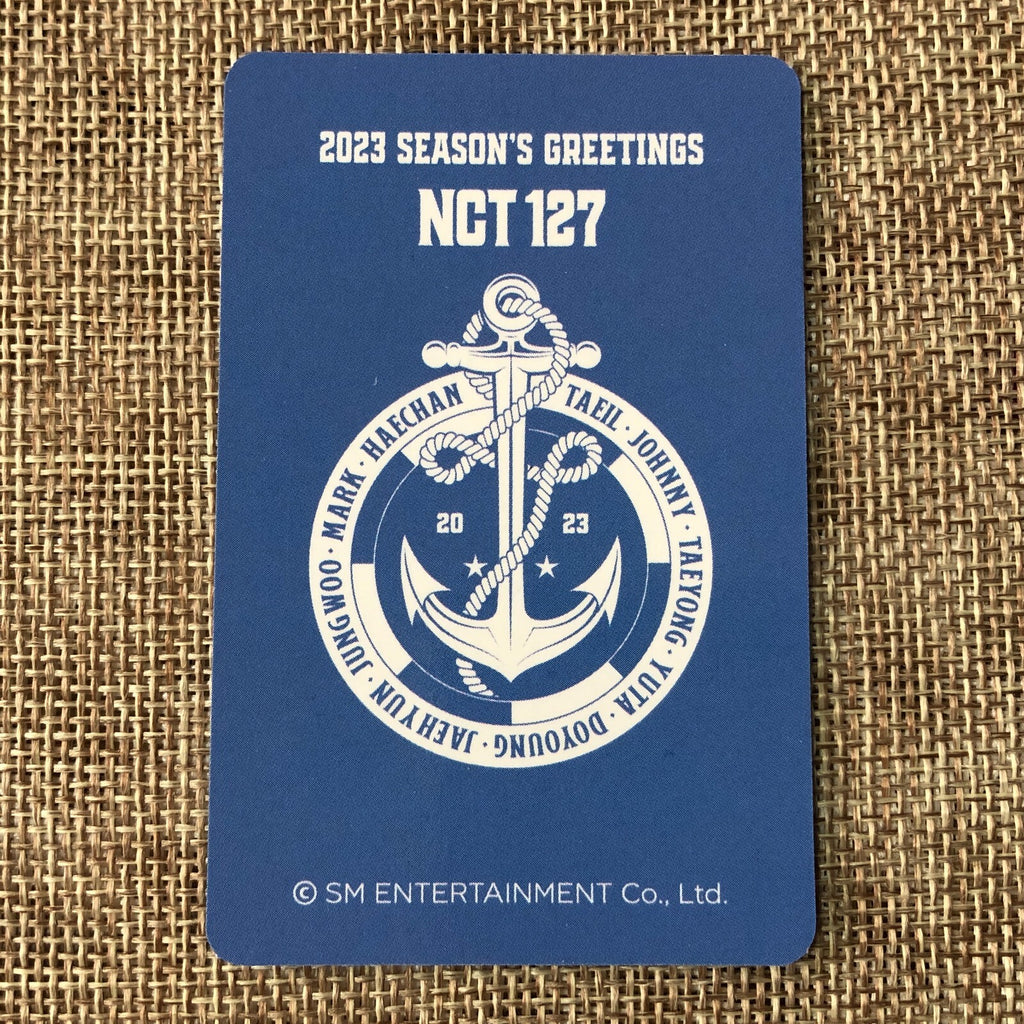 2023 SEASON'S GREETINGS
NCT 127
TAEIL · JOHNNY · TAEYONG · YUTA · DOYOUNG · JAEHYUN · JUNGWOO · MARK · HAECHAN
20 23
© SM ENTERTAINMENT Co., Ltd.